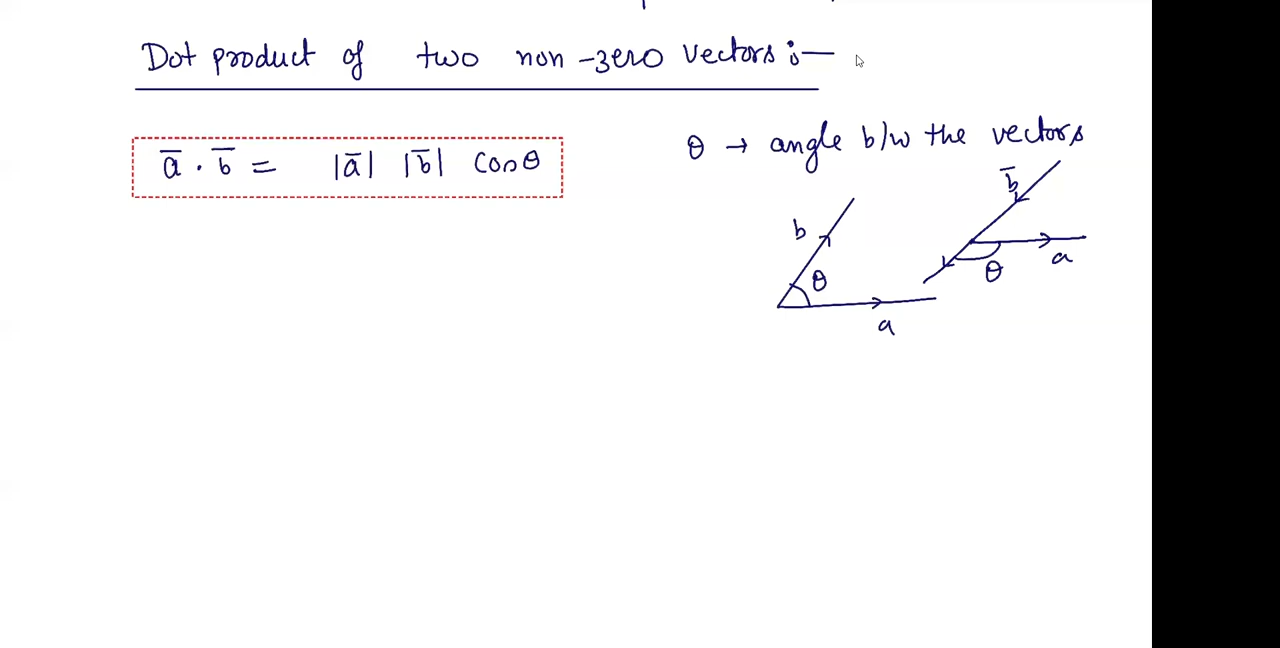 Dot product of two non-zero vectors :—
a̅ . b̅ = |a̅| |b̅| cosθ
θ → angle b/w the vectors
b̅
b
θ
a
θ
a